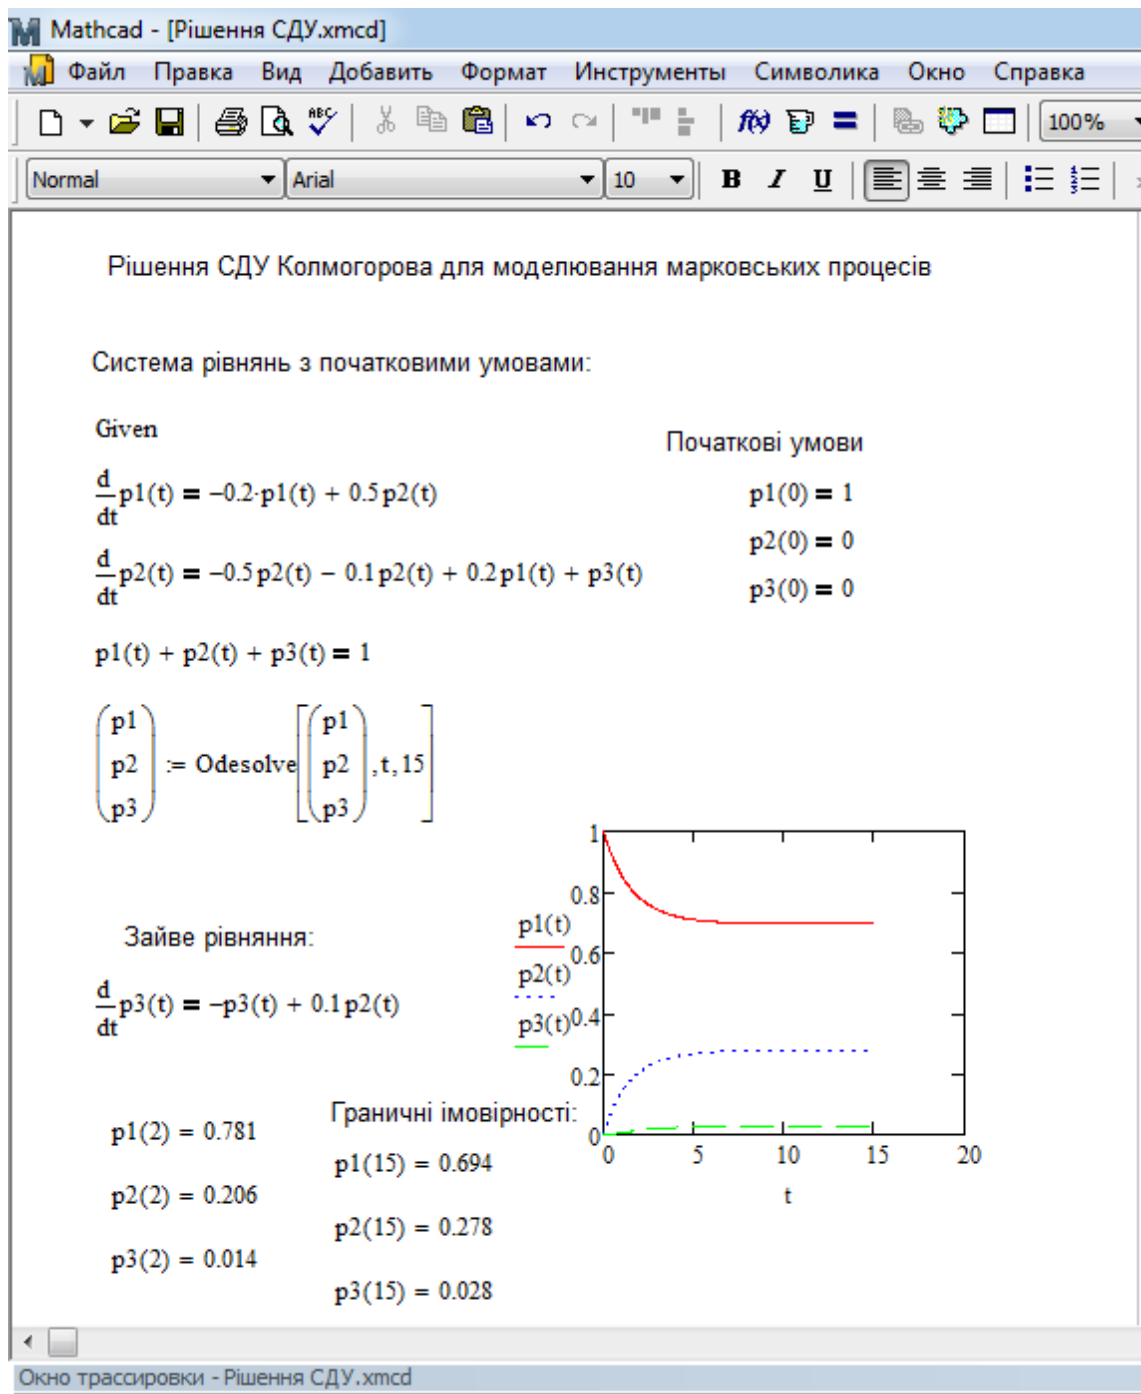 Mathcad - [Рішення СДУ.xmcd]
Файл Правка Вид Добавить Формат Инструменты Символика Окно Справка
ABC f(x) 100%
Normal Arial 10 B I U
Рішення СДУ Колмогорова для моделювання марковських процесів
Система рівнянь з початковими умовами:
Given
Початкові умови
d/dt p1(t) = -0.2·p1(t) + 0.5p2(t)
p1(0) = 1
p2(0) = 0
d/dt p2(t) = -0.5p2(t) - 0.1p2(t) + 0.2p1(t) + p3(t)
p3(0) = 0
p1(t) + p2(t) + p3(t) = 1
(p1 p2 p3) := Odesolve[(p1 p2 p3), t, 15]
Зайве рівняння:
d/dt p3(t) = -p3(t) + 0.1p2(t)
p1(t)
p2(t)
p3(t)
1
0.8
0.6
0.4
0.2
0
0 5 10 15 20
t
p1(2) = 0.781
p2(2) = 0.206
p3(2) = 0.014
Граничні імовірності:
p1(15) = 0.694
p2(15) = 0.278
p3(15) = 0.028
Окно трассировки - Рішення СДУ.xmcd